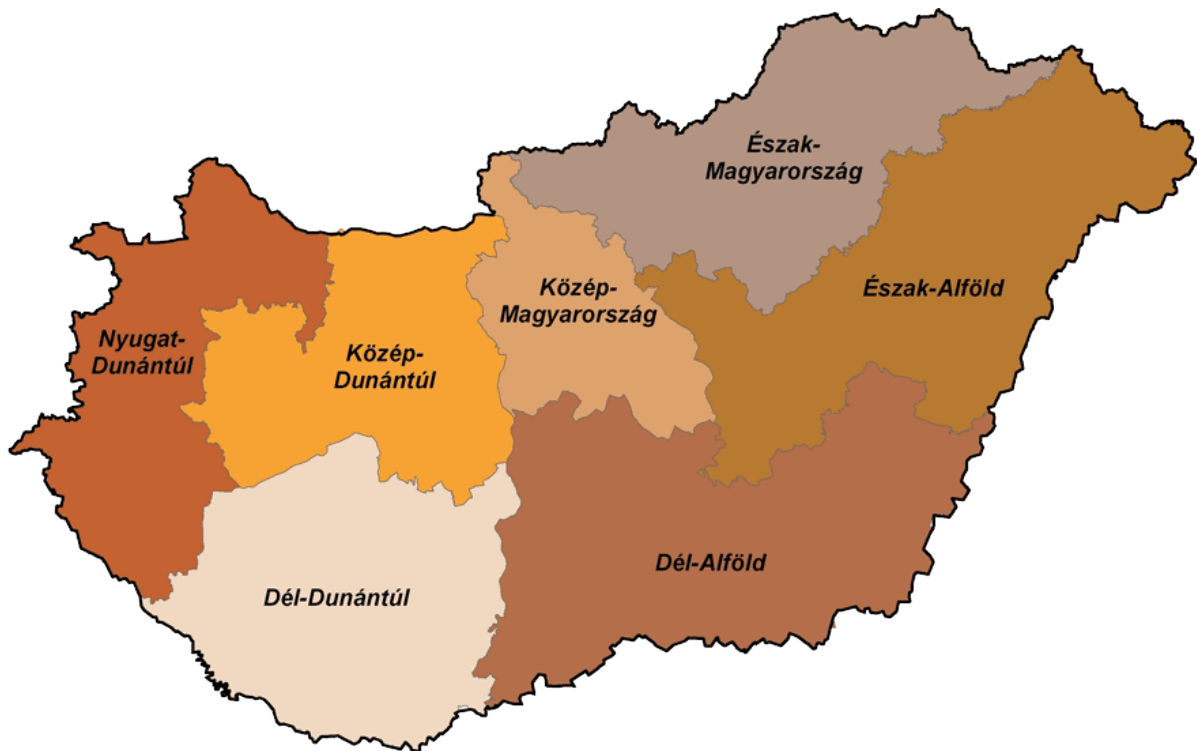 Észak-
Magyarország
Észak-Alföld
Közép-
Magyarország
Nyugat-
Dunántúl
Közép-
Dunántúl
Dél-Alföld
Dél-Dunántúl